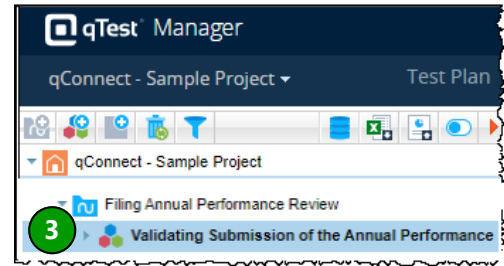 qTest Manager
qConnect - Sample Project Test Plan
qConnect - Sample Project
Filing Annual Performance Review
3 Validating Submission of the Annual Performance